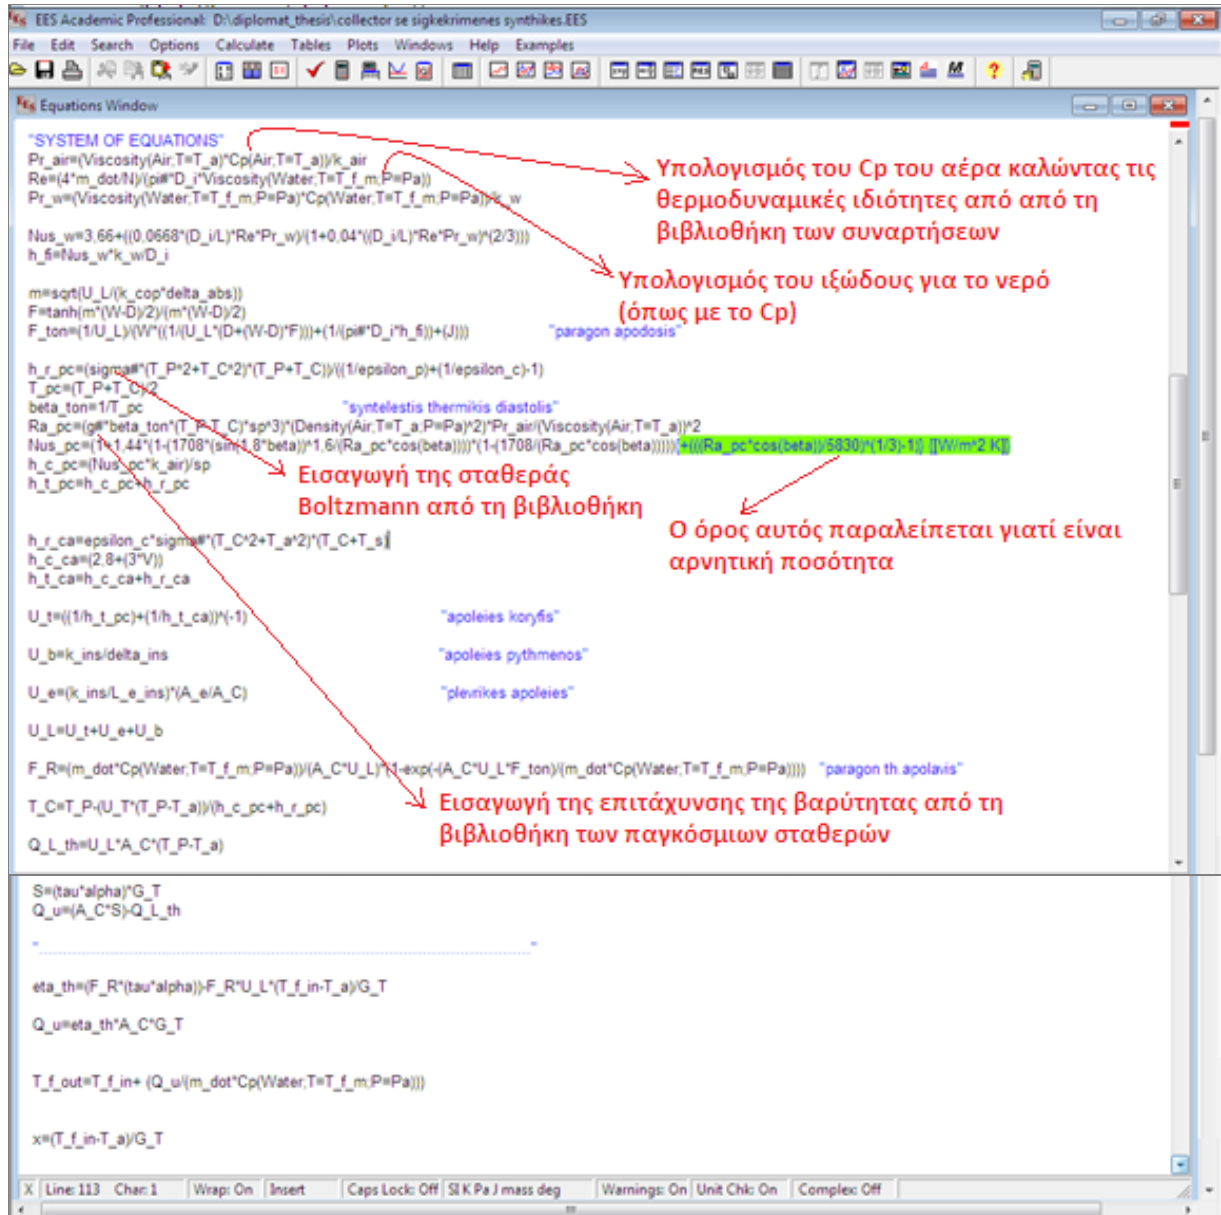 EES Academic Professional: D:\diplomat_thesis\collector se sigkekrimenes synthikes.EES
File Edit Search Options Calculate Tables Plots Windows Help Examples
Equations Window
"SYSTEM OF EQUATIONS"
Pr_air=(Viscosity(Air;T=T_a)*Cp(Air;T=T_a))/k_air
Re=(4*m_dot/N)/(pi#*D_i*Viscosity(Water;T=T_f_m;P=Pa))
Pr_w=(Viscosity(Water;T=T_f_m;P=Pa)*Cp(Water;T=T_f_m;P=Pa))/k_w
Υπολογισμός του Cp του αέρα καλώντας τις
θερμοδυναμικές ιδιότητες από από τη
βιβλιοθήκη των συναρτήσεων
Nus_w=3,66+((0,0668*(D_i/L)*Re*Pr_w)/(1+0,04*((D_i/L)*Re*Pr_w)^(2/3)))
h_fi=Nus_w*k_w/D_i
Υπολογισμός του ιξώδους για το νερό
(όπως με το Cp)
m=sqrt(U_L/(k_cop*delta_abs))
F=tanh(m*(W-D)/2)/(m*(W-D)/2)
F_ton=(1/U_L)/(W*((1/(U_L*(D+(W-D)*F)))+(1/(pi#*D_i*h_fi))+(J))) "paragon apodosis"
h_r_pc=(sigma#*(T_P^2+T_C^2)*(T_P+T_C))/((1/epsilon_p)+(1/epsilon_c)-1)
T_pc=(T_P+T_C)/2
beta_ton=1/T_pc "syntelestis thermikis diastolis"
Ra_pc=(g#*beta_ton*(T_P-T_C)*sp^3)*(Density(Air;T=T_a;P=Pa)^2)*Pr_air/(Viscosity(Air;T=T_a))^2
Nus_pc=(1+1,44*(1-(1708*(sin(1,8*beta))^1,6/(Ra_pc*cos(beta))))*(1-(1708/(Ra_pc*cos(beta))))){+(((Ra_pc*cos(beta))/5830)^(1/3)-1)} [[W/m^2 K]]
h_c_pc=(Nus_pc*k_air)/sp
h_t_pc=h_c_pc+h_r_pc
Εισαγωγή της σταθεράς
Boltzmann από τη βιβλιοθήκη
Ο όρος αυτός παραλείπεται γιατί είναι
αρνητική ποσότητα
h_r_ca=epsilon_c*sigma#*(T_C^2+T_a^2)*(T_C+T_s)
h_c_ca=(2,8+(3*V))
h_t_ca=h_c_ca+h_r_ca
U_t=((1/h_t_pc)+(1/h_t_ca))^(-1) "apoleies koryfis"
U_b=k_ins/delta_ins "apoleies pythmenos"
U_e=(k_ins/L_e_ins)*(A_e/A_C) "plevrikes apoleies"
U_L=U_t+U_e+U_b
F_R=(m_dot*Cp(Water;T=T_f_m;P=Pa))/(A_C*U_L)*(1-exp(-(A_C*U_L*F_ton)/(m_dot*Cp(Water;T=T_f_m;P=Pa)))) "paragon th.apolavis"
T_C=T_P-(U_T*(T_P-T_a))/(h_c_pc+h_r_pc)
Εισαγωγή της επιτάχυνσης της βαρύτητας από τη
βιβλιοθήκη των παγκόσμιων σταθερών
Q_L_th=U_L*A_C*(T_P-T_a)
S=(tau*alpha)*G_T
Q_u=(A_C*S)-Q_L_th
eta_th=(F_R*(tau*alpha))-F_R*U_L*(T_f_in-T_a)/G_T
Q_u=eta_th*A_C*G_T
T_f_out=T_f_in+ (Q_u/(m_dot*Cp(Water;T=T_f_m;P=Pa)))
x=(T_f_in-T_a)/G_T
X Line: 113 Char: 1 Wrap: On Insert Caps Lock: Off SI K Pa J mass deg Warnings: On Unit Chk: On Complex: Off